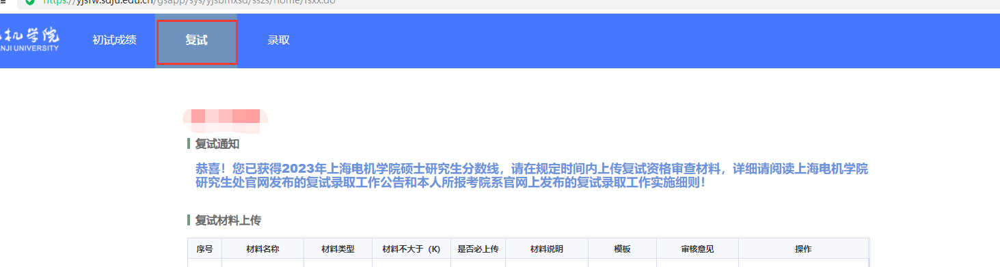 https://yjsfw.sdju.edu.cn/gsapp/sys/yjsbmxsd/sszs/home/fsxx.do
机学院
NJI UNIVERSITY
初试成绩
复试
录取
复试通知
恭喜！您已获得2023年上海电机学院硕士研究生分数线，请在规定时间内上传复试资格审查材料，详细请阅读上海电机学院
研究生处官网发布的复试录取工作公告和本人所报考院系官网上发布的复试录取工作实施细则！
复试材料上传
序号 材料名称 材料类型 材料不大于（K） 是否必上传 材料说明 模板 审核意见 操作